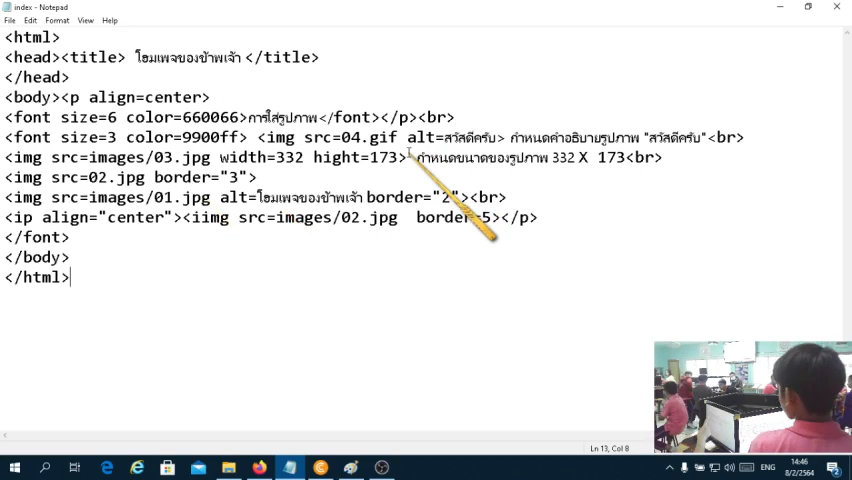 index - Notepad
File Edit Format View Help
<html>
<head><title> โฮมเพจของข้าพเจ้า </title>
</head>
<body><p align=center>
<font size=6 color=660066>การใส่รูปภาพ</font></p><br>
<font size=3 color=9900ff> <img src=04.gif alt=สวัสดีครับ> กำหนดคำอธิบายรูปภาพ "สวัสดีครับ"<br>
<img src=images/03.jpg width=332 hight=173> กำหนดขนาดของรูปภาพ 332 X 173<br>
<img src=02.jpg border="3">
<img src=images/01.jpg alt=โฮมเพจของข้าพเจ้า border="2"><br>
<ip align="center"><iimg src=images/02.jpg  border=5></p>
</font>
</body>
</html>
Ln 13, Col 8
ENG
14:46
8/2/2564
2